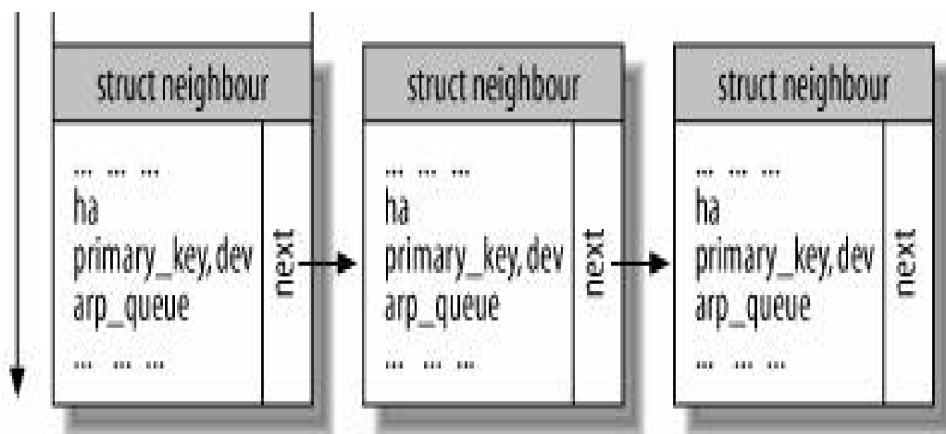 struct neighbour
... ... ...
ha
primary_key, dev
arp_queue
... ... ...
next
struct neighbour
... ... ...
ha
primary_key, dev
arp_queue
... ... ...
next
struct neighbour
... ... ...
ha
primary_key, dev
arp_queue
... ... ...
next